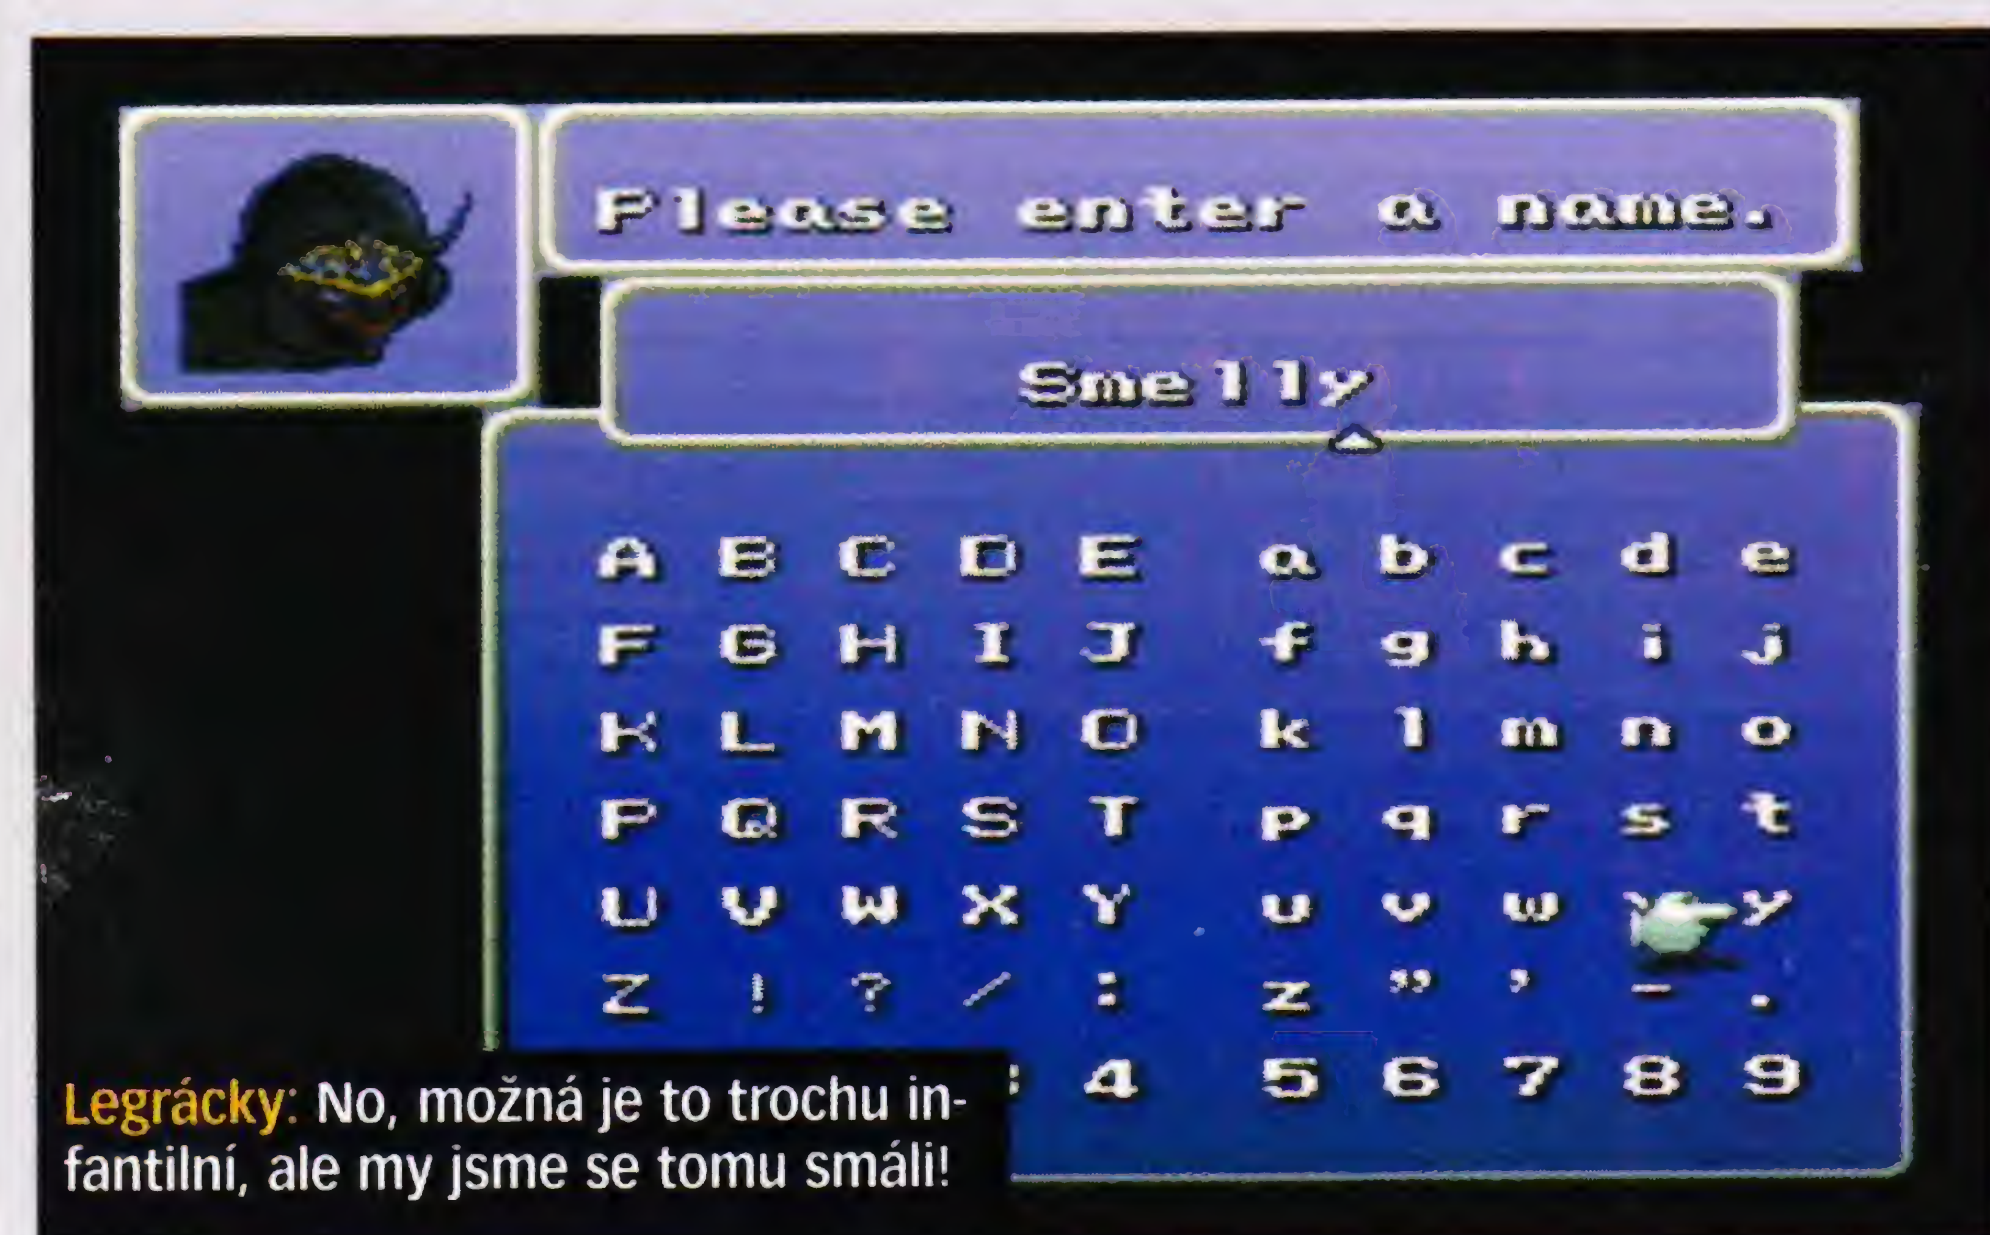 Please enter a name.
Smelly
A B C D E a b c d e
F G H I J f g h i j
K L M N O k l m n o
P Q R S T p q r s t
U V W X Y u v w y
Z ! ? / : z ” ’ - .
4 5 6 7 8 9
Legrácky: No, možná je to trochu in-
fantilní, ale my jsme se tomu smáli!